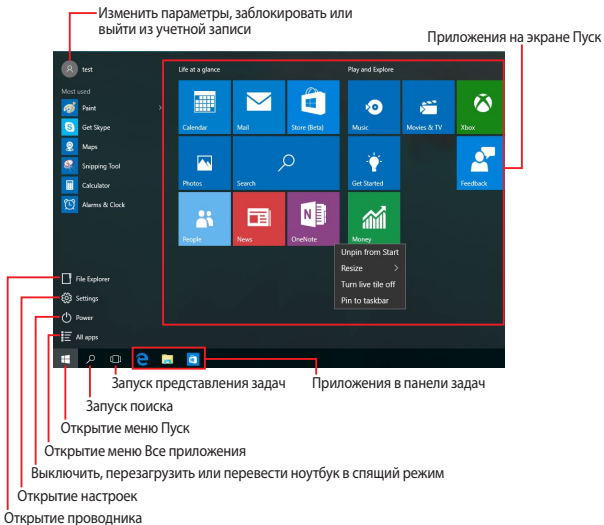 Изменить параметры, заблокировать или
выйти из учетной записи
Приложения на экране Пуск
test
Life at a glance
Play and Explore
Most used
Paint
Get Skype
Maps
Snipping Tool
Calculator
Alarms & Clock
Calendar
Mail
Store (Beta)
Music
Movies & TV
Xbox
Photos
Search
Get Started
Feedback
People
News
OneNote
Money
Unpin from Start
Resize
Turn live tile off
Pin to taskbar
File Explorer
Settings
Power
All apps
Запуск представления задач
Приложения в панели задач
Запуск поиска
Открытие меню Пуск
Открытие меню Все приложения
Выключить, перезагрузить или перевести ноутбук в спящий режим
Открытие настроек
Открытие проводника